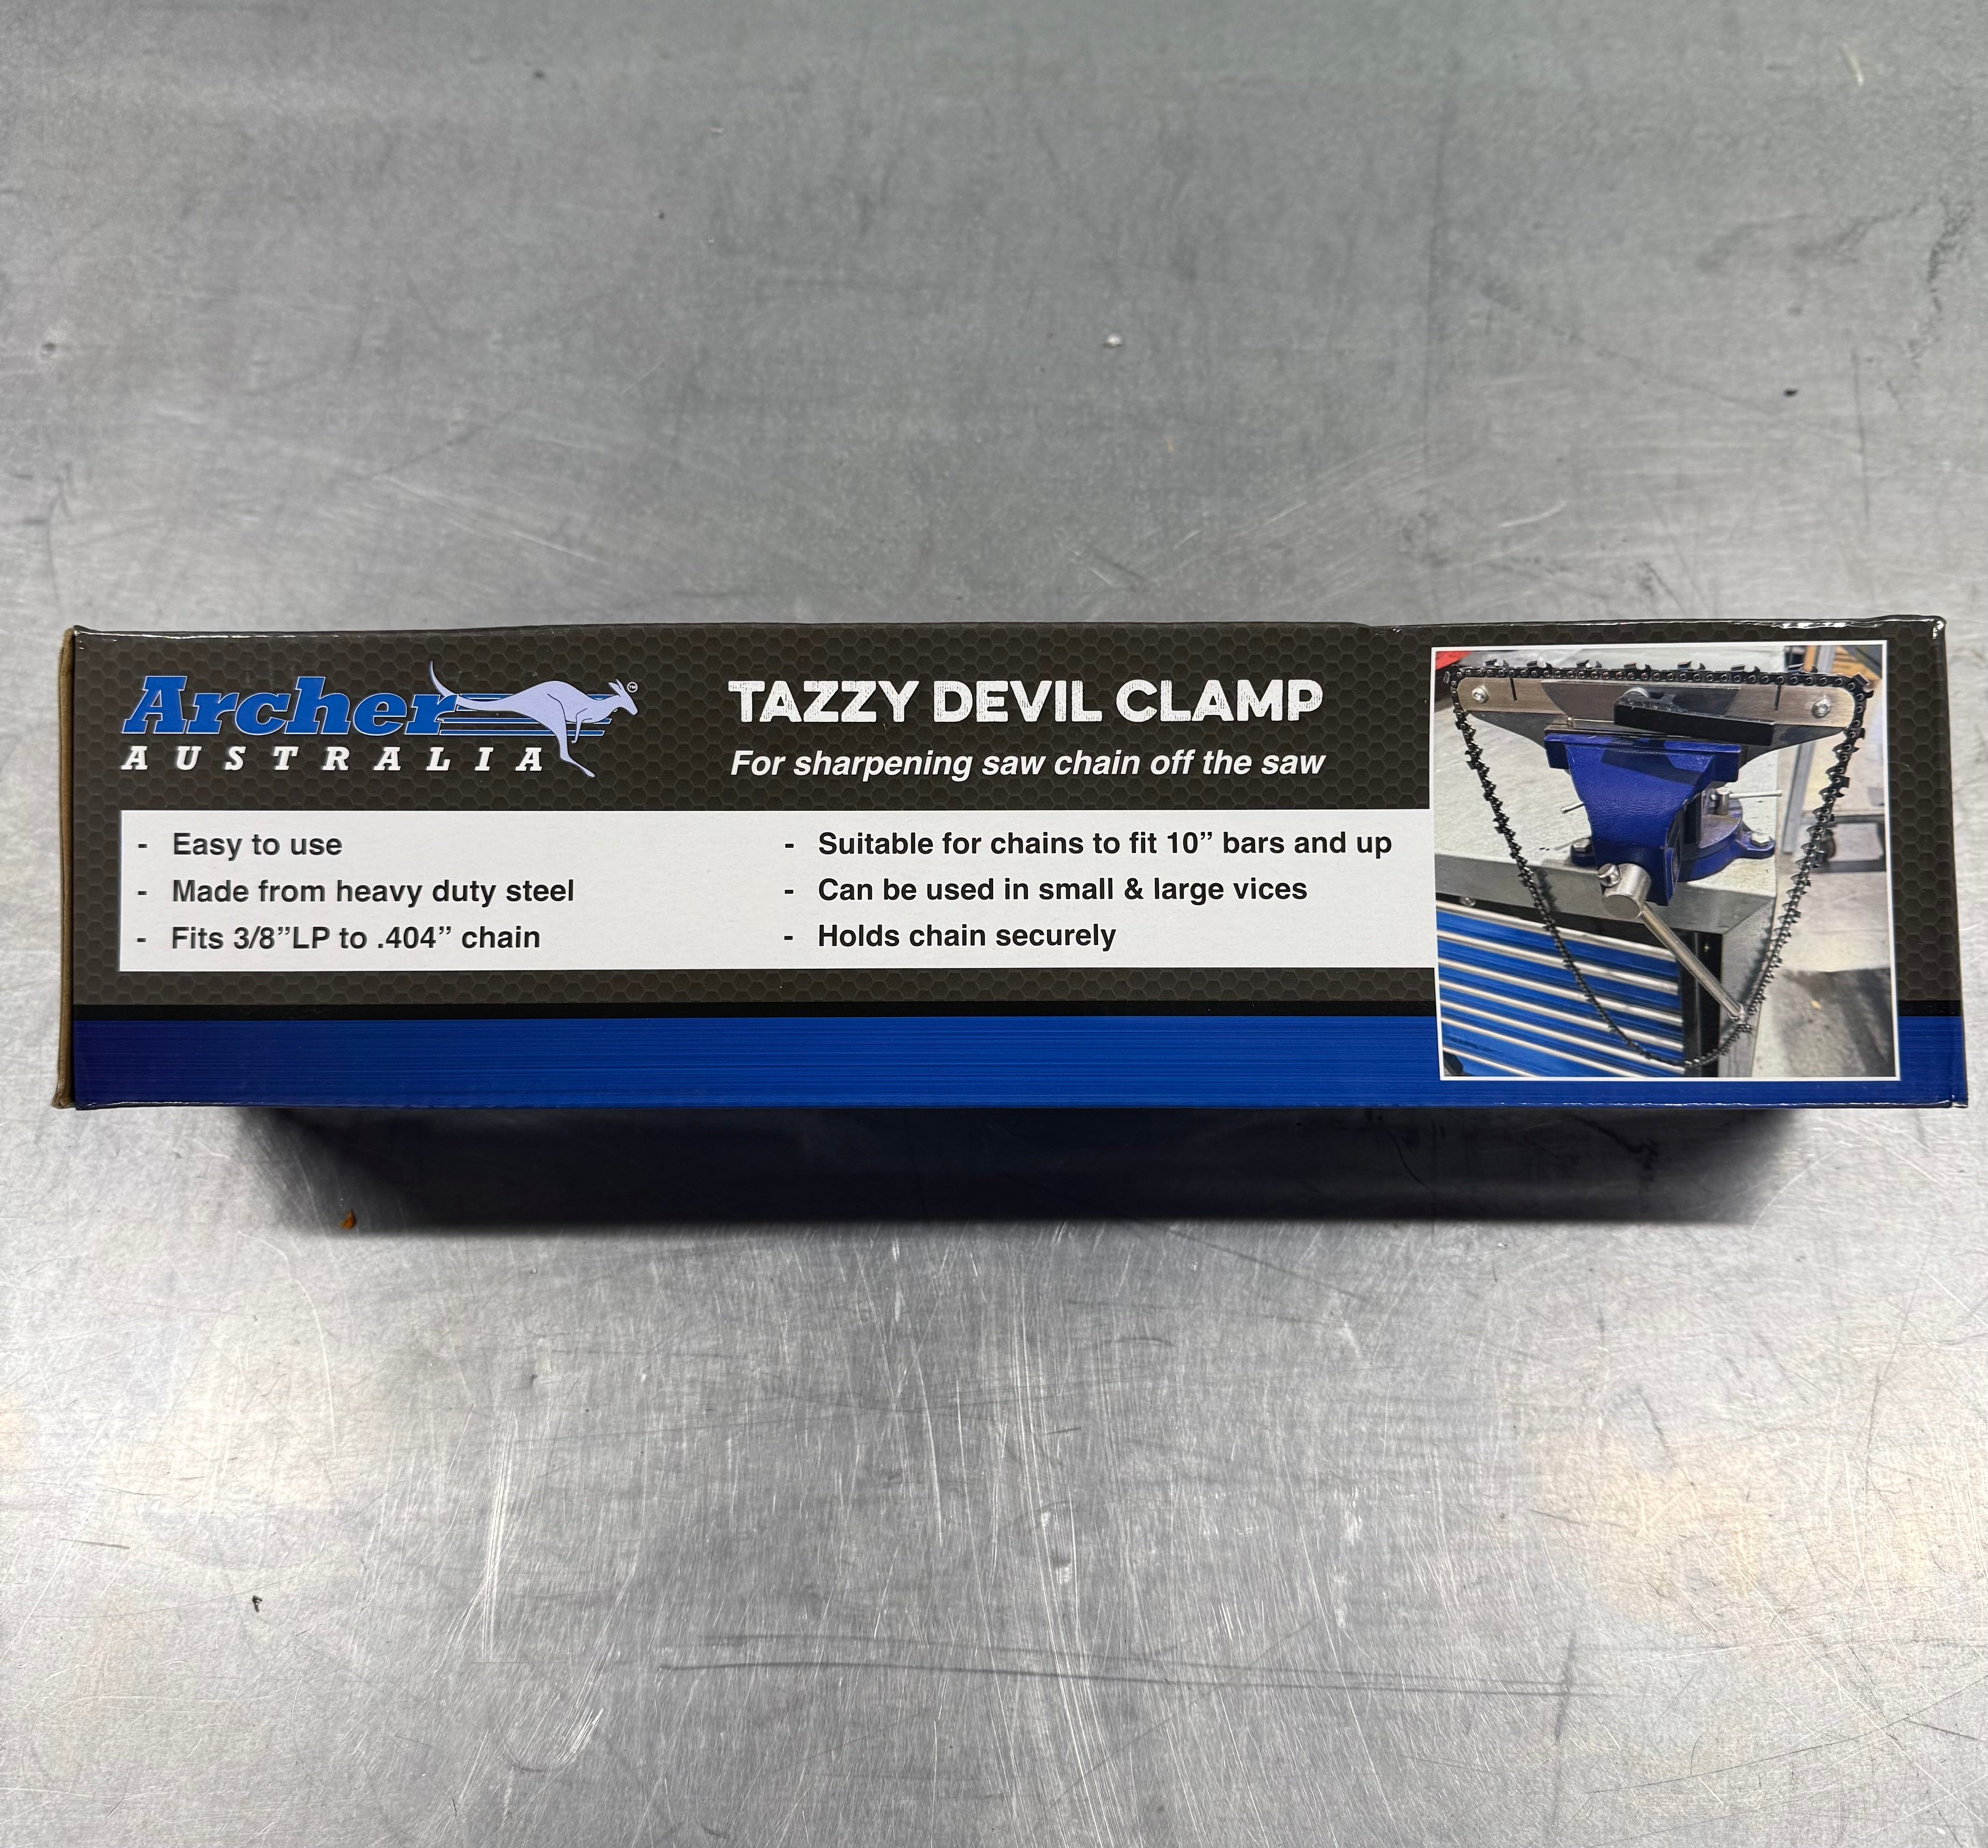 Archer™
AUSTRALIA
TAZZY DEVIL CLAMP
For sharpening saw chain off the saw
- Easy to use
- Made from heavy duty steel
- Fits 3/8”LP to .404” chain
- Suitable for chains to fit 10” bars and up
- Can be used in small & large vices
- Holds chain securely